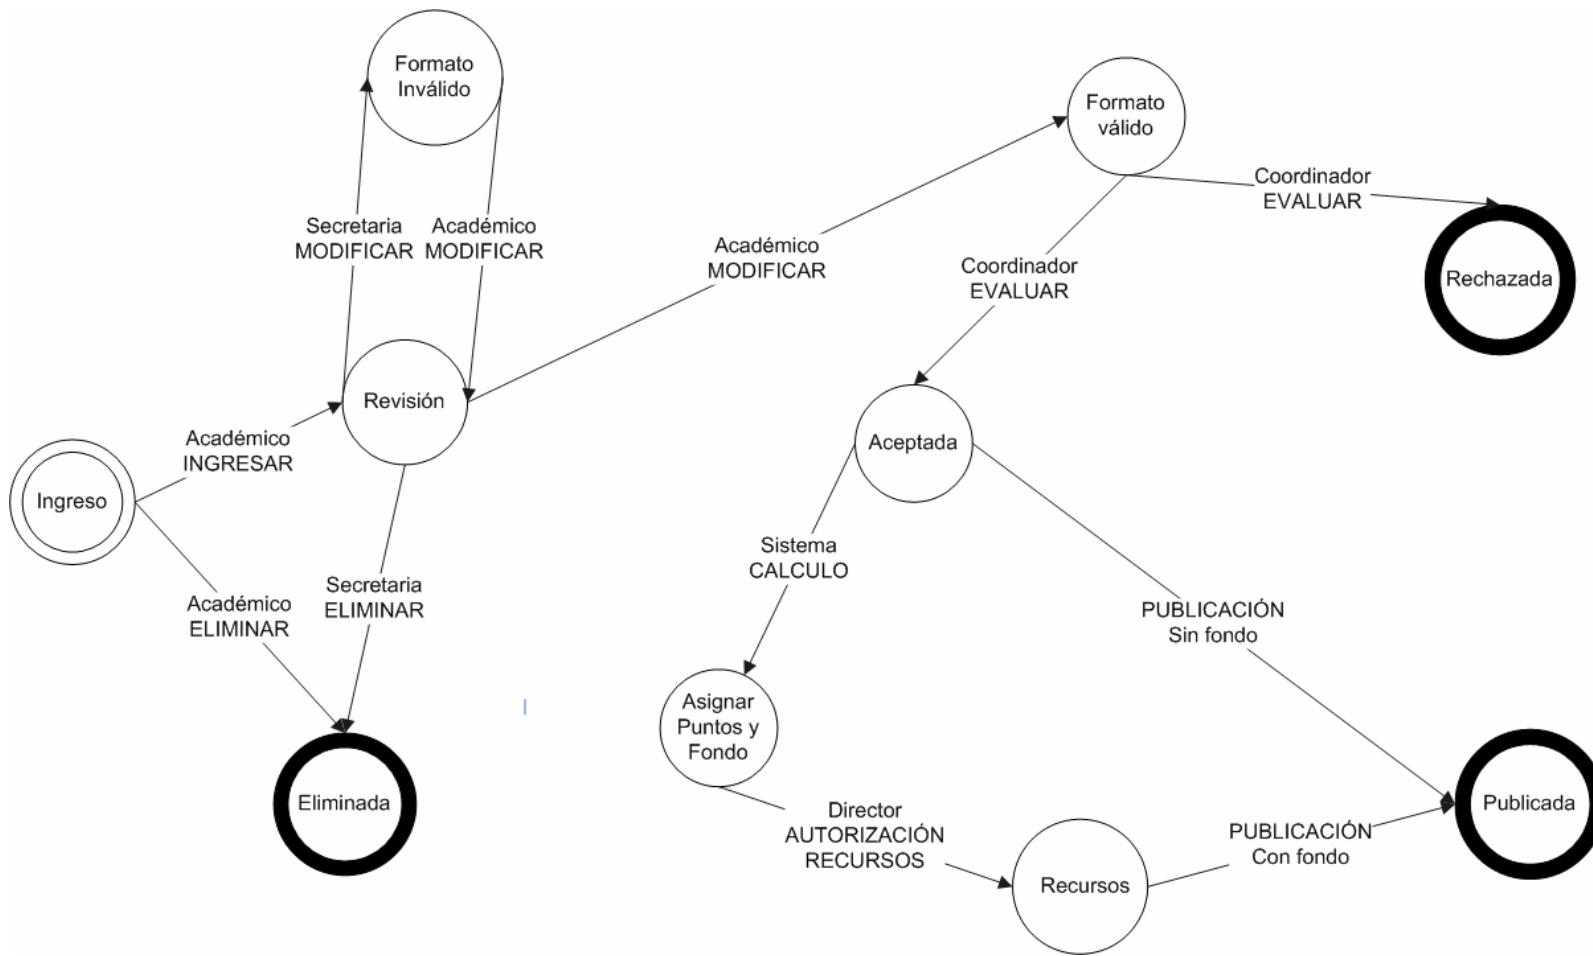 Formato
Inválido
Formato
válido
Coordinador
EVALUAR
Secretaria
MODIFICAR
Académico
MODIFICAR
Académico
MODIFICAR
Coordinador
EVALUAR
Rechazada
Revisión
Académico
INGRESAR
Aceptada
Ingreso
Sistema
CALCULO
Secretaria
ELIMINAR
Académico
ELIMINAR
PUBLICACIÓN
Sin fondo
Asignar
Puntos y
Fondo
Eliminada
Director
AUTORIZACIÓN
RECURSOS
PUBLICACIÓN
Con fondo
Publicada
Recursos